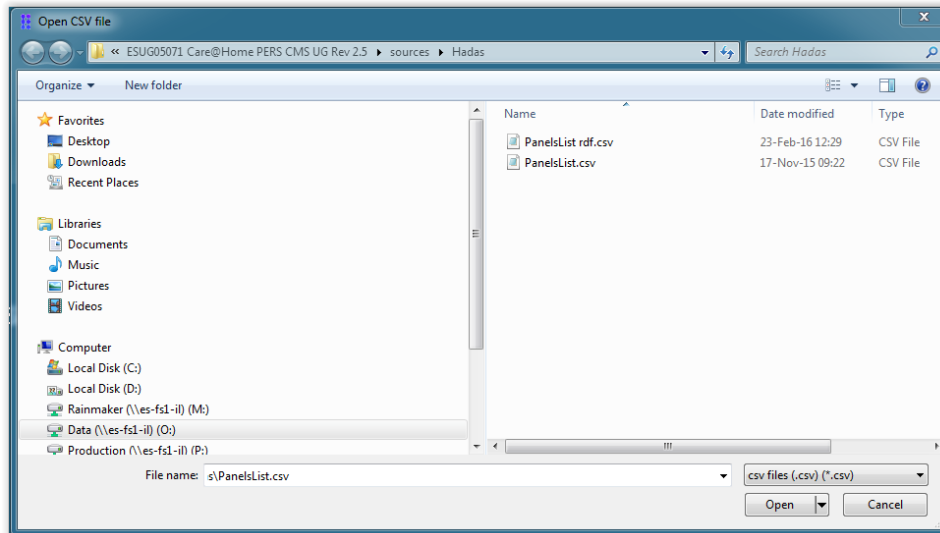 Open CSV file
x
« ESUG05071 Care@Home PERS CMS UG Rev 2.5 ▸ sources ▸ Hadas
Search Hadas
Organize ▾ New folder
Favorites
Desktop
Downloads
Recent Places
Libraries
Documents
Music
Pictures
Videos
Computer
Local Disk (C:)
Local Disk (D:)
Rainmaker (\\es-fs1-il) (M:)
Data (\\es-fs1-il) (O:)
Production (\\es-fs1-il) (P:)
Name Date modified Type
PanelsList rdf.csv 23-Feb-16 12:29 CSV File
PanelsList.csv 17-Nov-15 09:22 CSV File
File name: s\PanelsList.csv
csv files (.csv) (*.csv)
Open Cancel